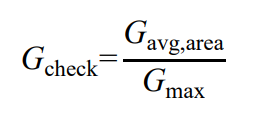 G_check = G_avg,area / G_max